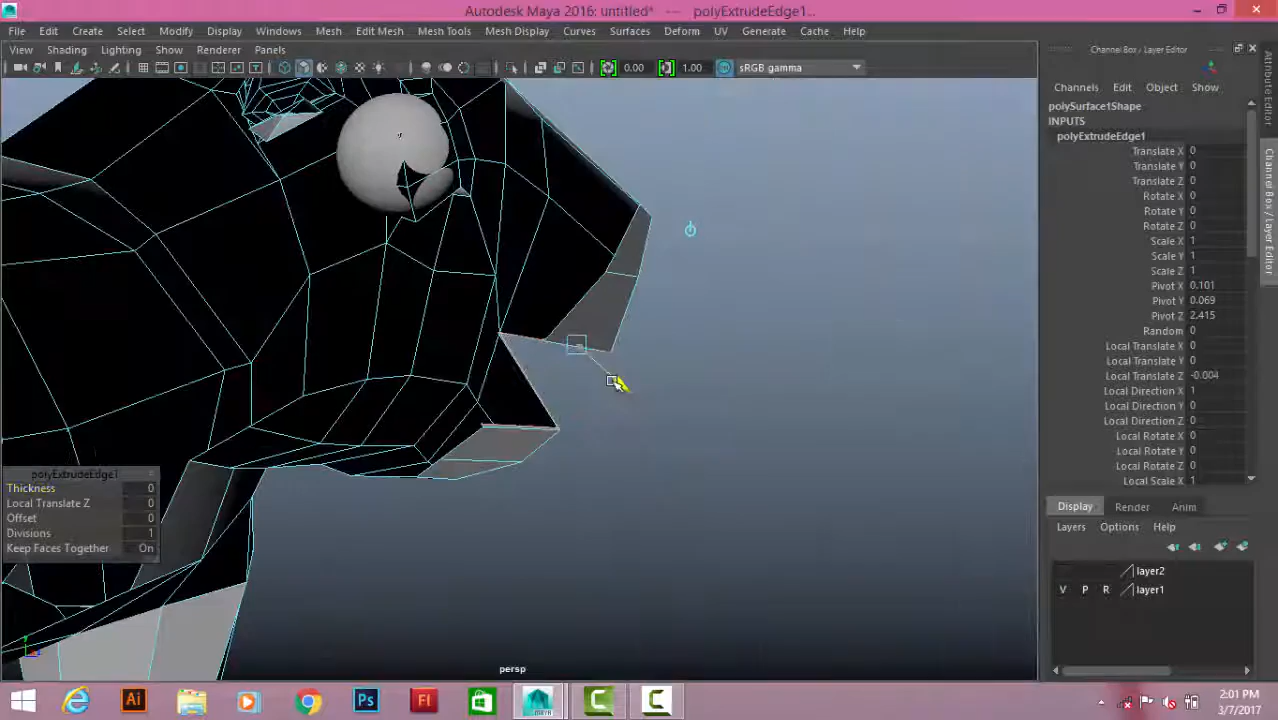 Autodesk Maya 2016: untitled* --- polyExtrudeEdge1...
File Edit Create Select Modify Display Windows Mesh Edit Mesh Mesh Tools Mesh Display Curves Surfaces Deform UV Generate Cache Help
View Shading Lighting Show Renderer Panels
0.00 1.00 sRGB gamma
Channel Box / Layer Editor
Channels Edit Object Show
polySurface1Shape
INPUTS
polyExtrudeEdge1
Translate X 0
Translate Y 0
Translate Z 0
Rotate X 0
Rotate Y 0
Rotate Z 0
Scale X 1
Scale Y 1
Scale Z 1
Pivot X 0.101
Pivot Y 0.069
Pivot Z 2.415
Random 0
Local Translate X 0
Local Translate Y 0
Local Translate Z -0.004
Local Direction X 1
Local Direction Y 0
Local Direction Z 0
Local Rotate X 0
Local Rotate Y 0
Local Rotate Z 0
Local Scale X 1
Display Render Anim
Layers Options Help
layer2
V P R layer1
Attribute Editor
Channel Box / Layer Editor
polyExtrudeEdge1
Thickness 0
Local Translate Z 0
Offset 0
Divisions 1
Keep Faces Together On
persp
Ai
Ps
Fl
MAYA
2:01 PM
3/7/2017